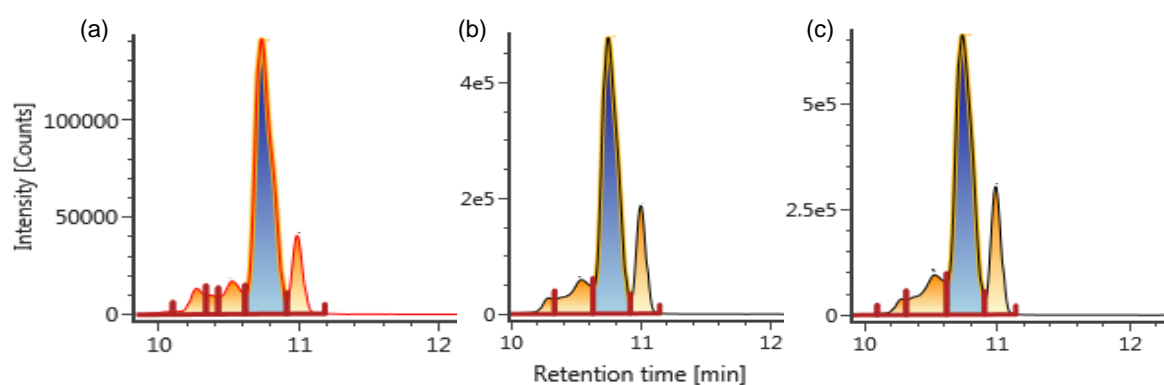 (a)
(b)
(c)
Intensity [Counts]
100000
50000
0
10
11
12
4e5
2e5
0
10
11
12
5e5
2.5e5
0
10
11
12
Retention time [min]